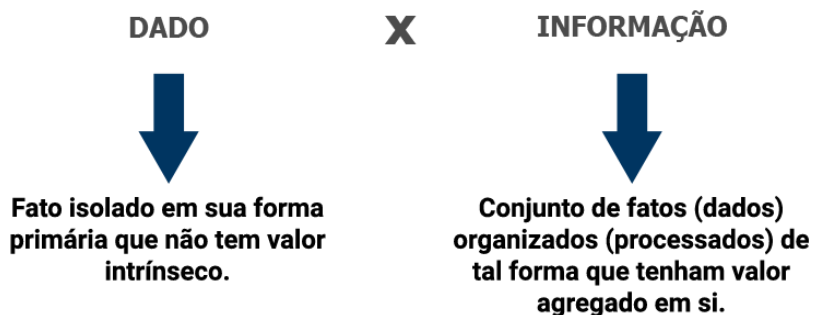 DADO X INFORMAÇÃO
Fato isolado em sua forma
primária que não tem valor
intrínseco.
Conjunto de fatos (dados)
organizados (processados) de
tal forma que tenham valor
agregado em si.